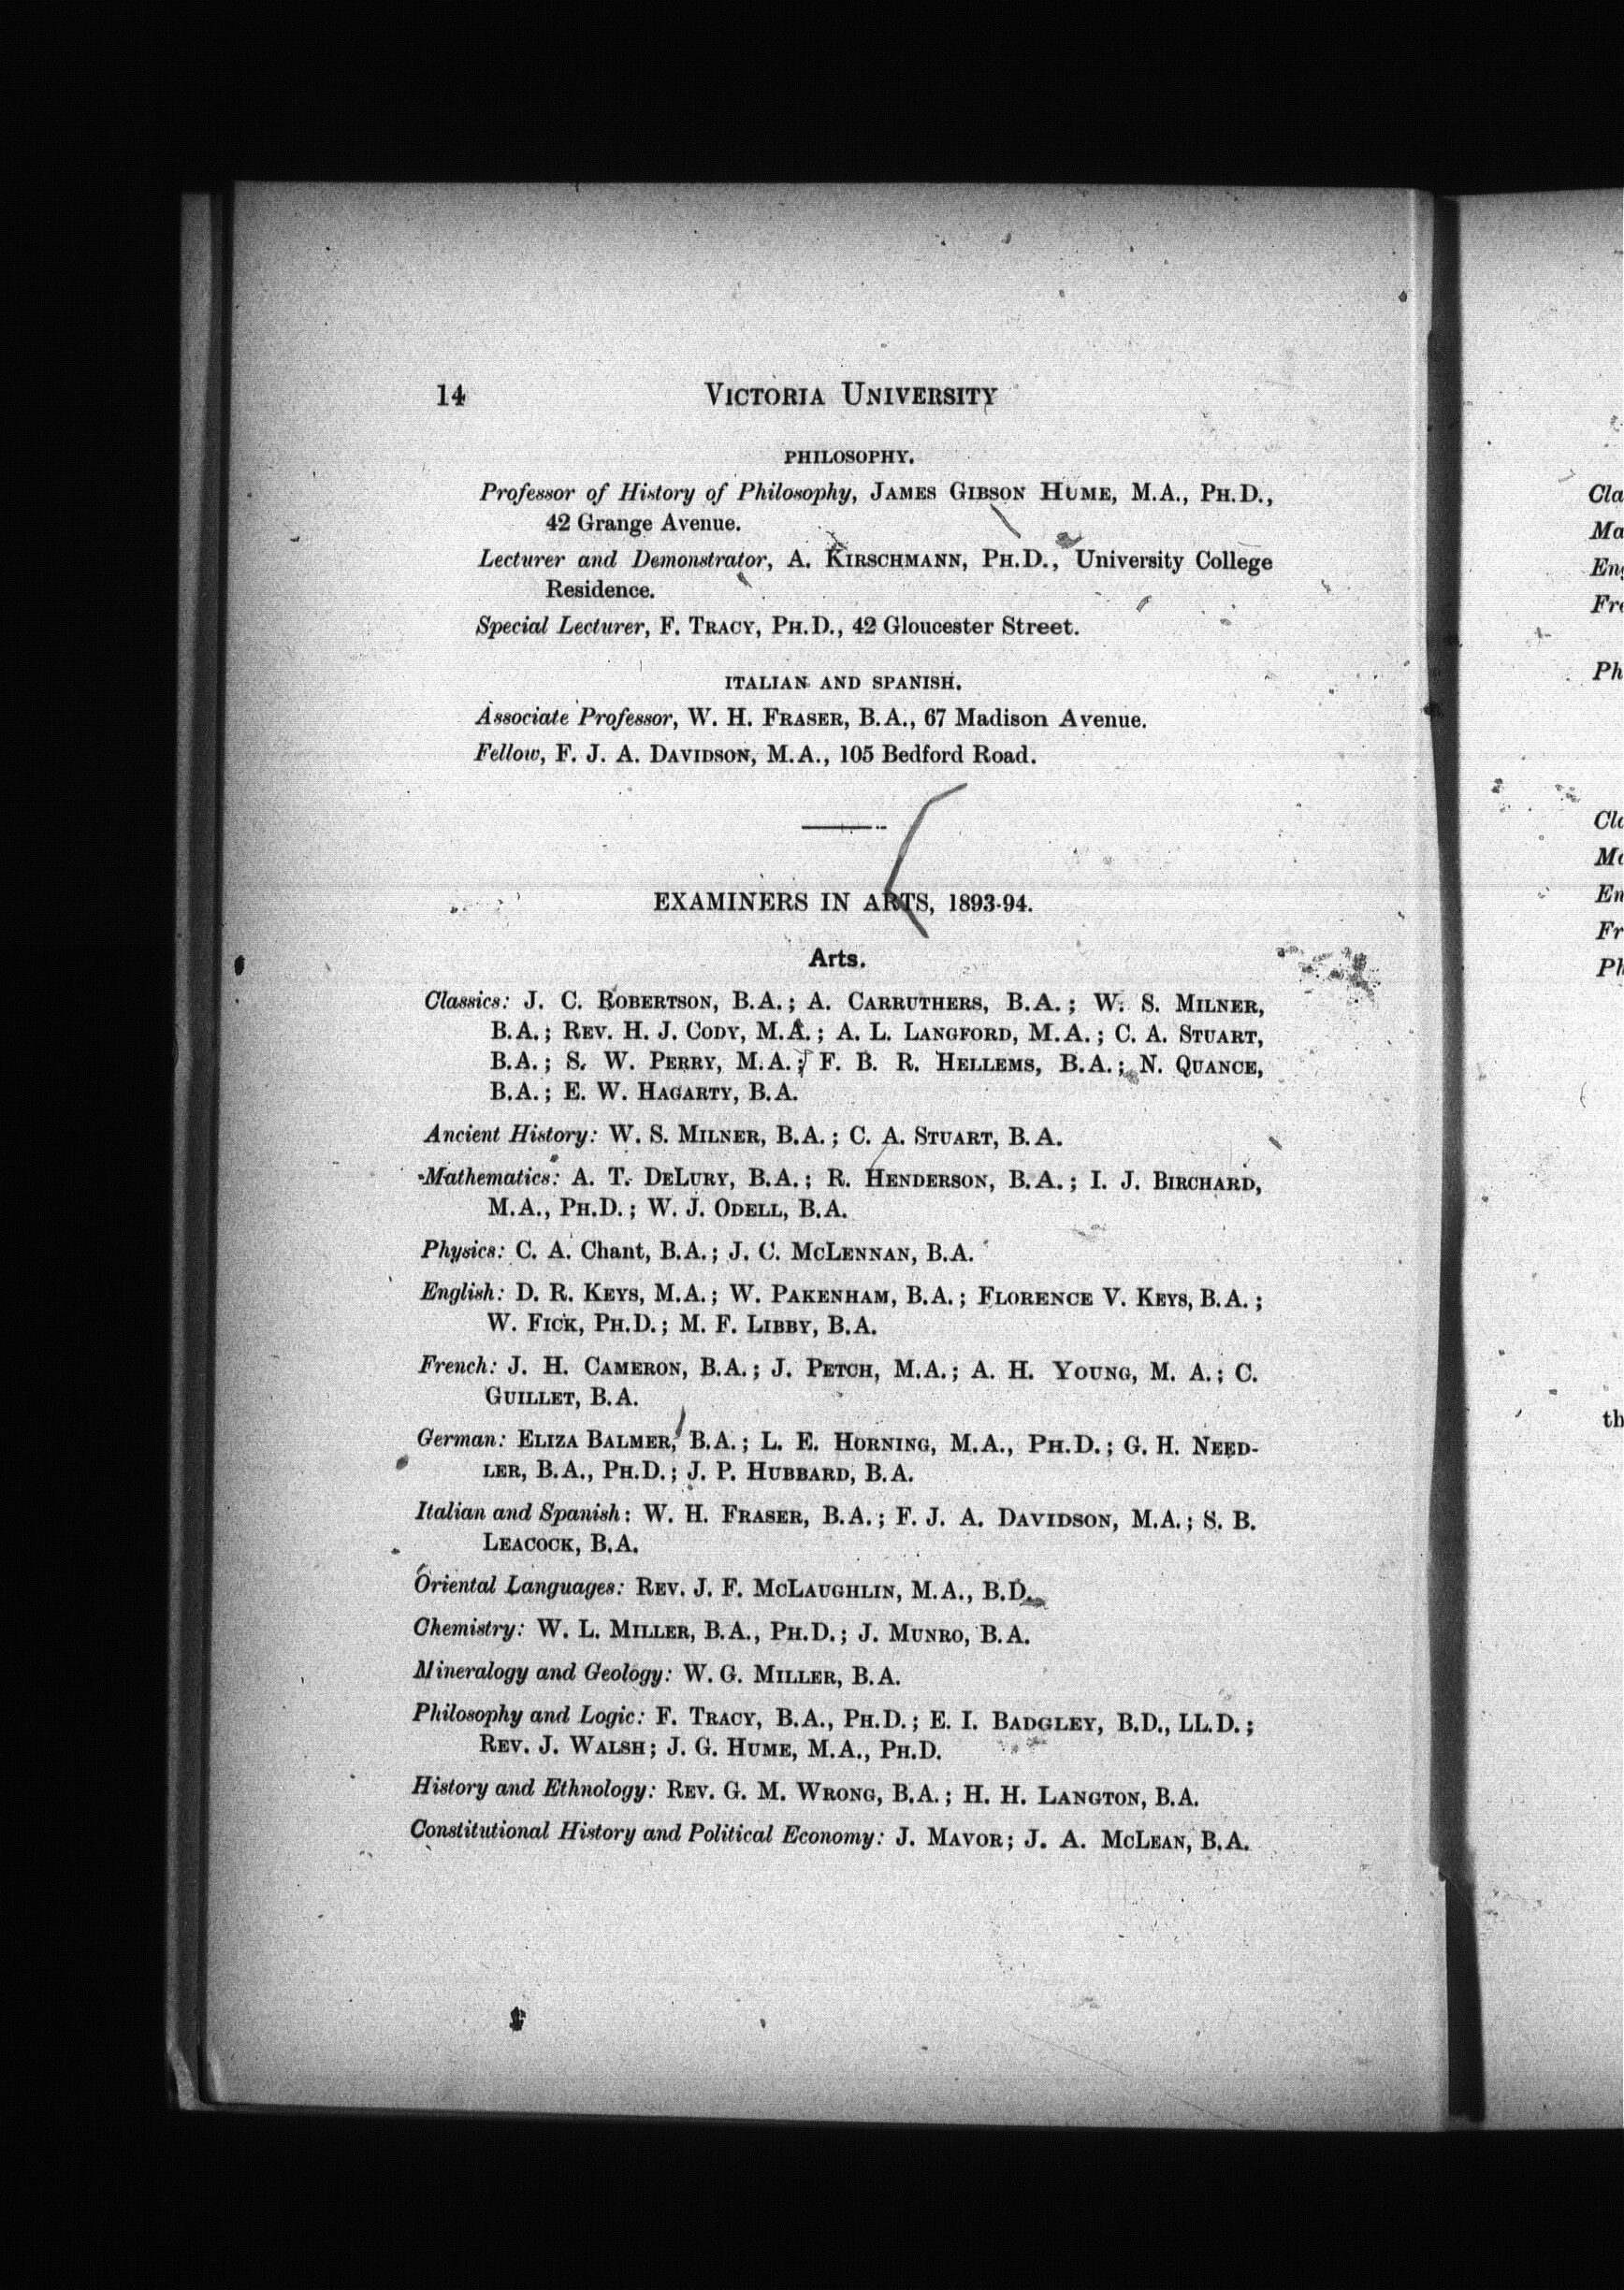 14 VICTORIA UNIVERSITY
PHILOSOPHY.
Professor of History of Philosophy, JAMES GIBSON HUME, M.A., PH.D.,
42 Grange Avenue.
Lecturer and Demonstrator, A. KIRSCHMANN, PH.D., University College
Residence.
Special Lecturer, F. TRACY, PH.D., 42 Gloucester Street.
ITALIAN AND SPANISH.
Associate Professor, W. H. FRASER, B.A., 67 Madison Avenue.
Fellow, F. J. A. DAVIDSON, M.A., 105 Bedford Road.
EXAMINERS IN ARTS, 1893-94.
Arts.
Classics: J. C. ROBERTSON, B.A.; A. CARRUTHERS, B.A.; W. S. MILNER,
B.A.; REV. H. J. CODY, M.A.; A. L. LANGFORD, M.A.; C. A. STUART,
B.A.; S. W. PERRY, M.A.; F. B. R. HELLEMS, B.A.; N. QUANCE,
B.A.; E. W. HAGARTY, B.A.
Ancient History: W. S. MILNER, B.A.; C. A. STUART, B.A.
Mathematics: A. T. DELURY, B.A.; R. HENDERSON, B.A.; I. J. BIRCHARD,
M.A., PH.D.; W. J. ODELL, B.A.
Physics: C. A. Chant, B.A.; J. C. MCLENNAN, B.A.
English: D. R. KEYS, M.A.; W. PAKENHAM, B.A.; FLORENCE V. KEYS, B.A.;
W. FICK, PH.D.; M. F. LIBBY, B.A.
French: J. H. CAMERON, B.A.; J. PETCH, M.A.; A. H. YOUNG, M. A.; C.
GUILLET, B.A.
German: ELIZA BALMER, B.A.; L. E. HORNING, M.A., PH.D.; G. H. NEED-
LER, B.A., PH.D.; J. P. HUBBARD, B.A.
Italian and Spanish: W. H. FRASER, B.A.; F. J. A. DAVIDSON, M.A.; S. B.
LEACOCK, B.A.
Oriental Languages: REV. J. F. MCLAUGHLIN, M.A., B.D.
Chemistry: W. L. MILLER, B.A., PH.D.; J. MUNRO, B.A.
Mineralogy and Geology: W. G. MILLER, B.A.
Philosophy and Logic: F. TRACY, B.A., PH.D.; E. I. BADGLEY, B.D., LL.D.;
REV. J. WALSH; J. G. HUME, M.A., PH.D.
History and Ethnology: REV. G. M. WRONG, B.A.; H. H. LANGTON, B.A.
Constitutional History and Political Economy: J. MAVOR; J. A. MCLEAN, B.A.